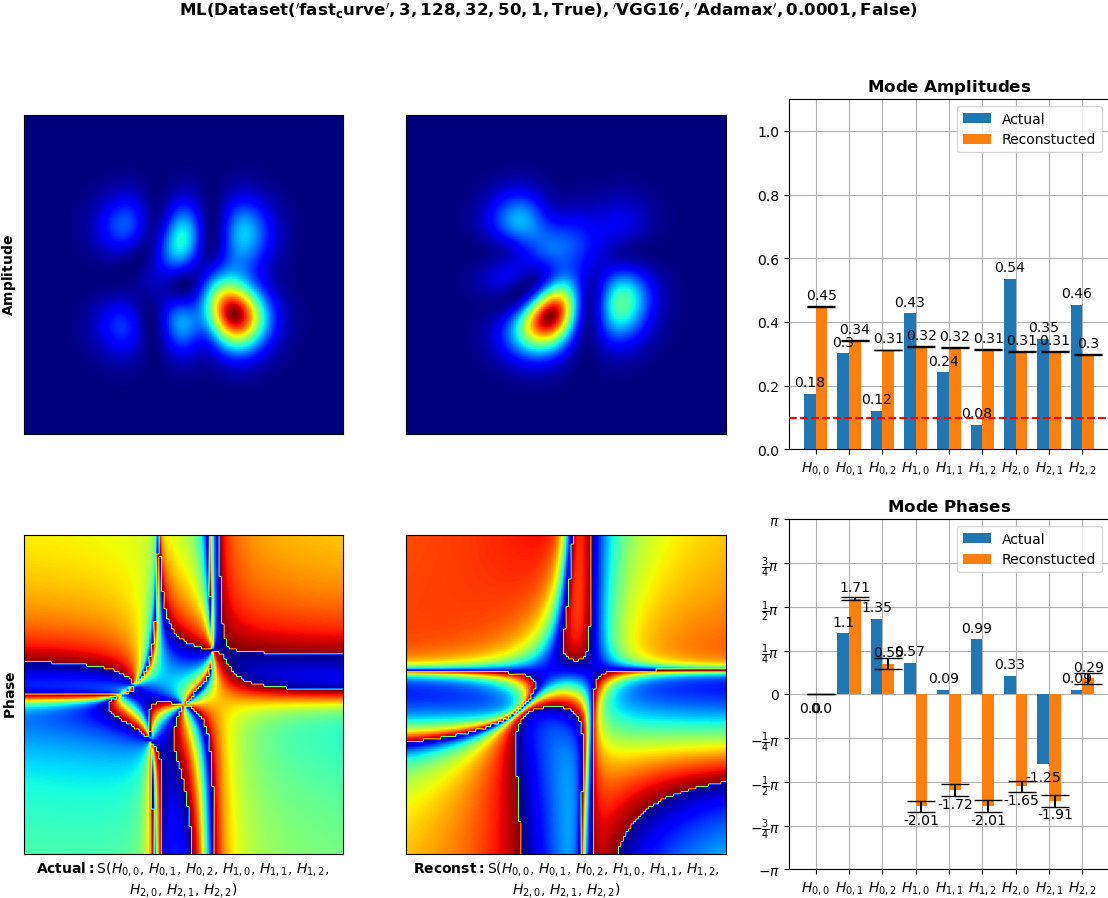 ML(Dataset('fast_curve', 3, 128, 32, 50, 1, True), 'VGG16', 'Adamax', 0.0001, False)
Amplitude
Mode Amplitudes
Actual
Reconstucted
1.0
0.8
0.6
0.4
0.2
0.0
0.18
0.45
0.3
0.34
0.12
0.31
0.43
0.32
0.24
0.32
0.08
0.31
0.54
0.31
0.35
0.31
0.46
0.3
H0,0 H0,1 H0,2 H1,0 H1,1 H1,2 H2,0 H2,1 H2,2
Phase
Actual: S(H0,0, H0,1, H0,2, H1,0, H1,1, H1,2,
H2,0, H2,1, H2,2)
Reconst: S(H0,0, H0,1, H0,2, H1,0, H1,1, H1,2,
H2,0, H2,1, H2,2)
Mode Phases
Actual
Reconstucted
π
3/4π
1/2π
1/4π
0
−1/4π
−1/2π
−3/4π
−π
0.0
0.0
1.1
1.71
1.35
0.57
-2.01
0.09
-1.72
0.99
-2.01
0.33
-1.65
-1.25
-1.91
0.09
0.29
H0,0 H0,1 H0,2 H1,0 H1,1 H1,2 H2,0 H2,1 H2,2